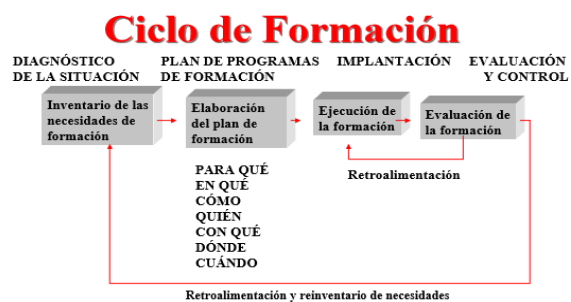 Ciclo de Formación
DIAGNÓSTICO
DE LA SITUACIÓN
PLAN DE PROGRAMAS
DE FORMACIÓN
IMPLANTACIÓN
EVALUACIÓN
Y CONTROL
Inventario de las
necesidades de
formación
Elaboración
del plan de
formación
Ejecución de
la formación
Evaluación de
la formación
PARA QUÉ
EN QUÉ
CÓMO
QUIÉN
CON QUÉ
DÓNDE
CUÁNDO
Retroalimentación
Retroalimentación y reinventario de necesidades